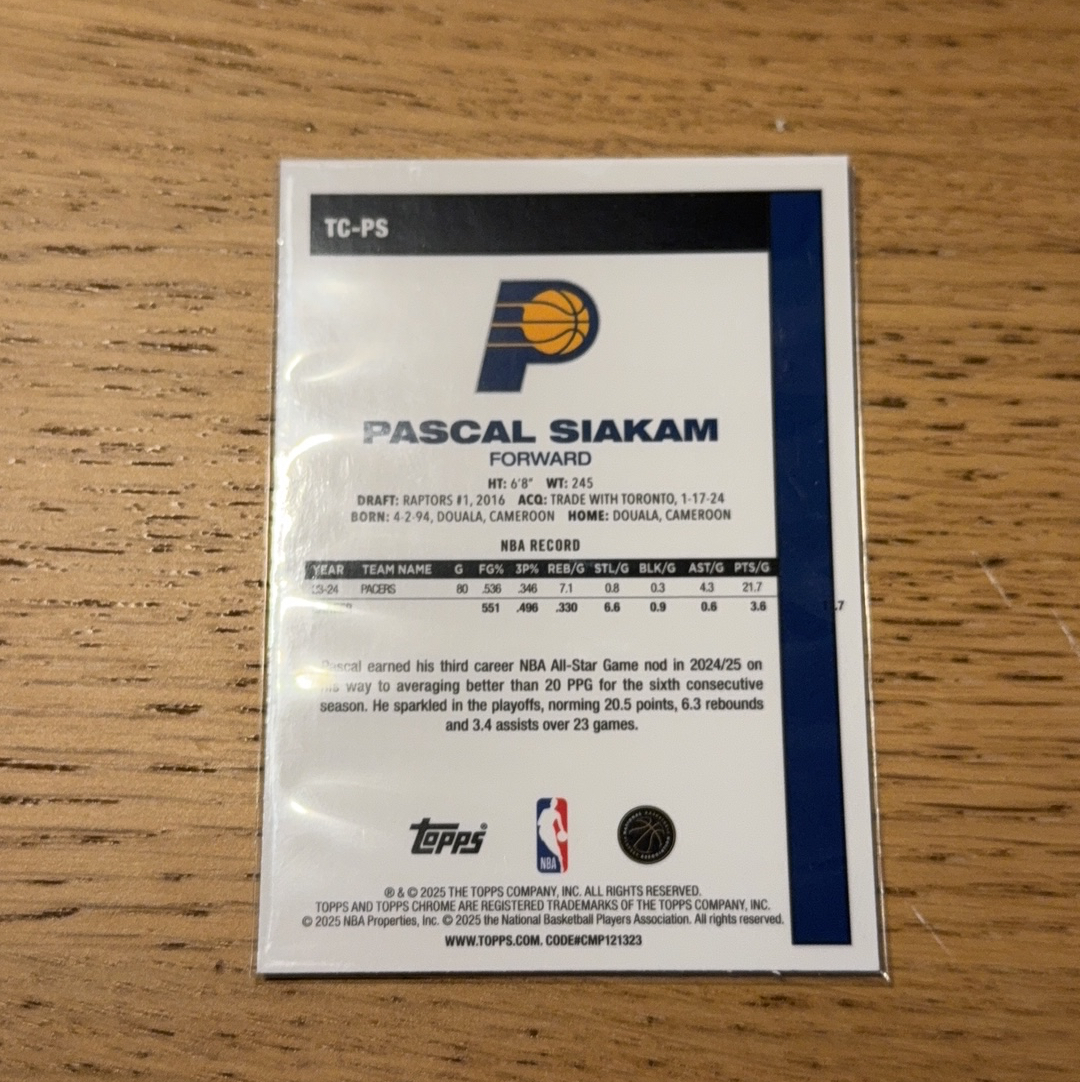 TC-PS
PASCAL SIAKAM
FORWARD
HT: 6'8" WT: 245
DRAFT: RAPTORS #1, 2016 ACQ: TRADE WITH TORONTO, 1-17-24
BORN: 4-2-94, DOUALA, CAMEROON HOME: DOUALA, CAMEROON
NBA RECORD
YEAR TEAM NAME G FG% 3P% REB/G STL/G BLK/G AST/G PTS/G
PACERS 80 .536 .346 7.1 0.8 0.3 4.3 21.7
551 .496 .330 6.6 0.9 0.6 3.6
Pascal earned his third career NBA All-Star Game nod in 2024/25 on
his way to averaging better than 20 PPG for the sixth consecutive
season. He sparkled in the playoffs, norming 20.5 points, 6.3 rebounds
and 3.4 assists over 23 games.
topps®
NBA
® & © 2025 THE TOPPS COMPANY, INC. ALL RIGHTS RESERVED.
TOPPS AND TOPPS CHROME ARE REGISTERED TRADEMARKS OF THE TOPPS COMPANY, INC.
© 2025 NBA Properties, Inc. © 2025 the National Basketball Players Association. All rights reserved.
WWW.TOPPS.COM. CODE#CMP121323